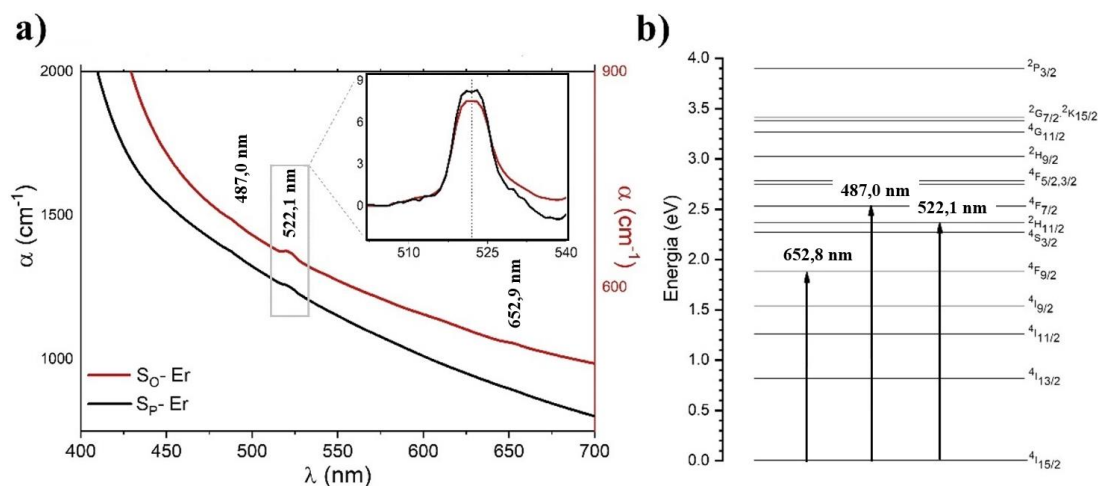 a)
2000
1500
1000
α (cm⁻¹)
400 450 500 550 600 650 700
λ (nm)
900
600
α (cm⁻¹)
487,0 nm
522,1 nm
652,9 nm
S_O- Er
S_P- Er
9
6
3
0
510 525 540
b)
Energia (eV)
4.0
3.5
3.0
2.5
2.0
1.5
1.0
0.5
0.0
652,8 nm
487,0 nm
522,1 nm
²P₃/₂
²G₇/₂,²K₁₅/₂
⁴G₁₁/₂
²H₉/₂
⁴F₅/₂,₃/₂
⁴F₇/₂
²H₁₁/₂
⁴S₃/₂
⁴F₉/₂
⁴I₉/₂
⁴I₁₁/₂
⁴I₁₃/₂
⁴I₁₅/₂